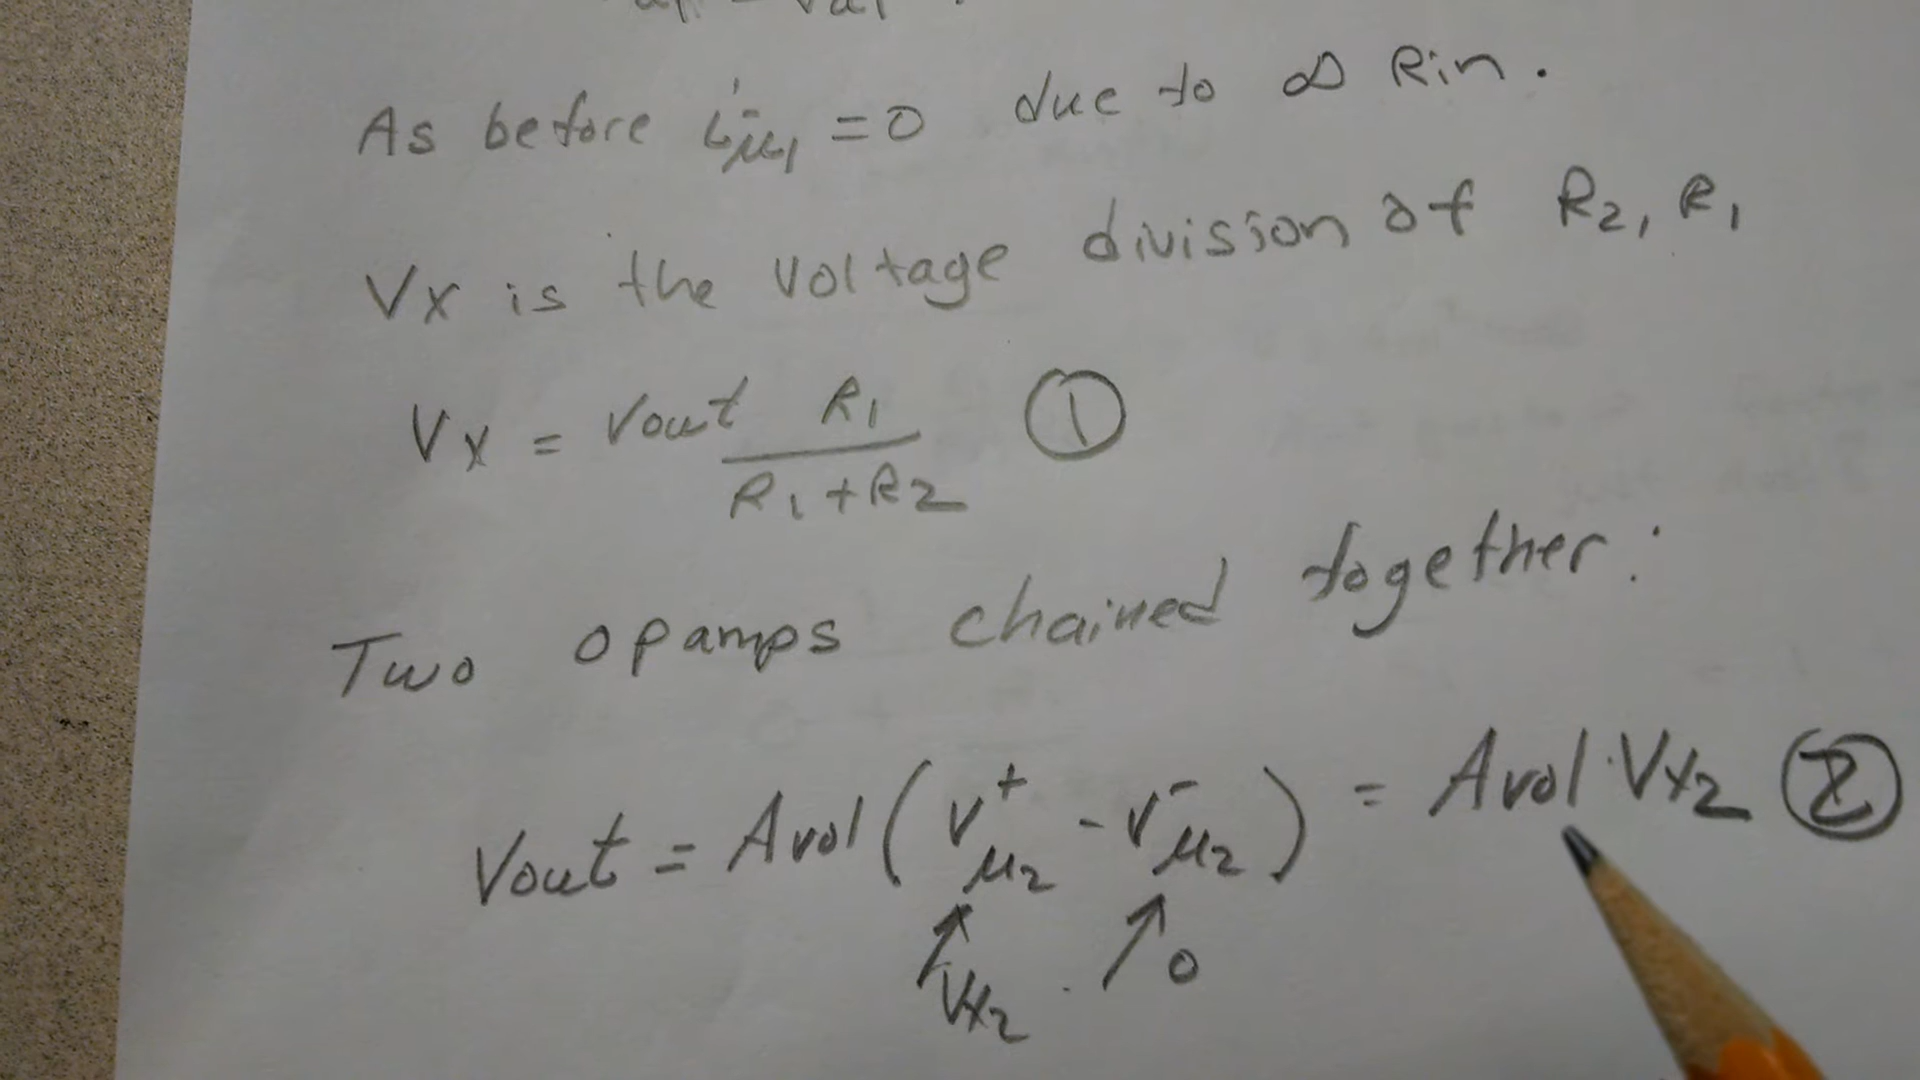 As before i⁻μ1 = 0 due to ∞ Rin.
Vx is the voltage division of R2, R1
Vx = Vout R1 ①
R1+R2
Two opamps chained together:
Vout = Avol (V⁺μ2 - V⁻μ2) = Avol·Vx2 ②
↑ Vx2 ↑ 0